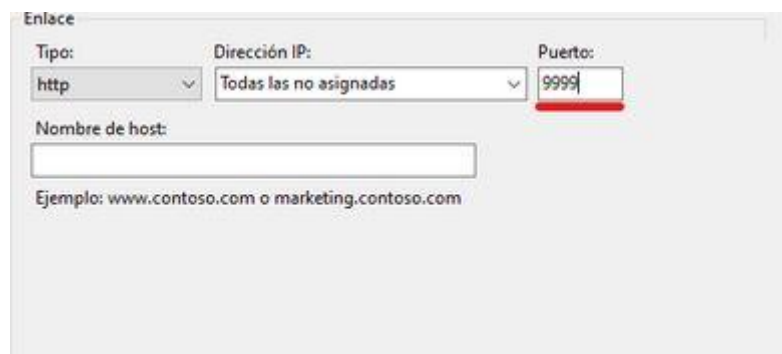 Enlace
Tipo: Dirección IP: Puerto:
http Todas las no asignadas 9999
Nombre de host:
Ejemplo: www.contoso.com o marketing.contoso.com